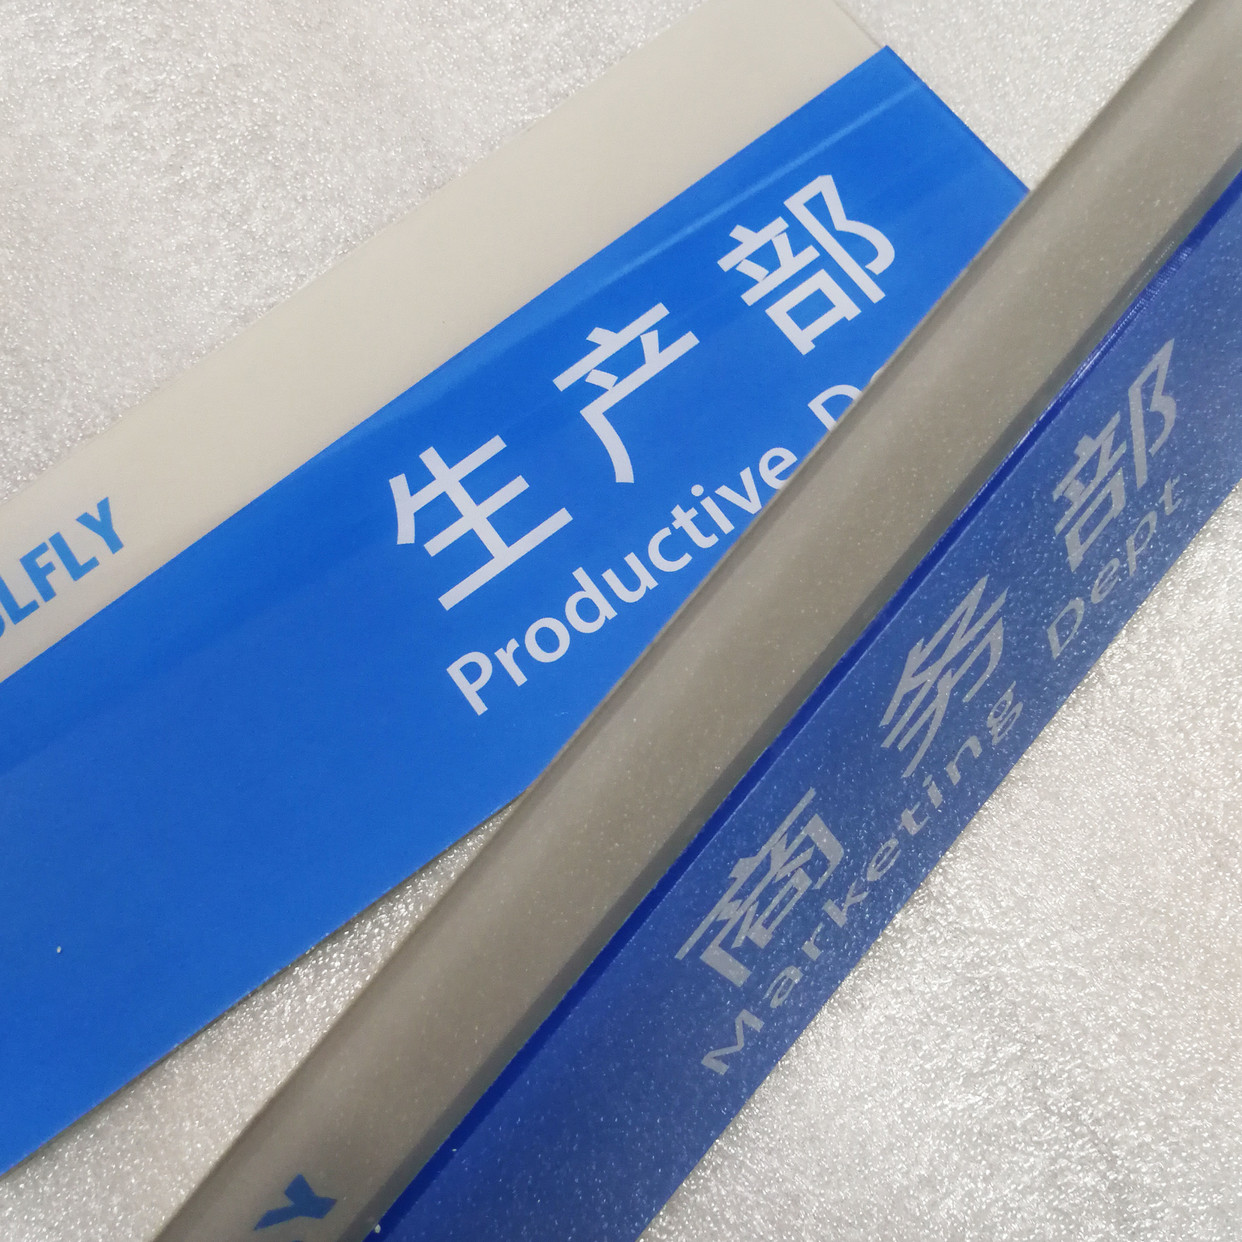 LFLY
生产部
Productive D
商务部
Marketing Dept
Y